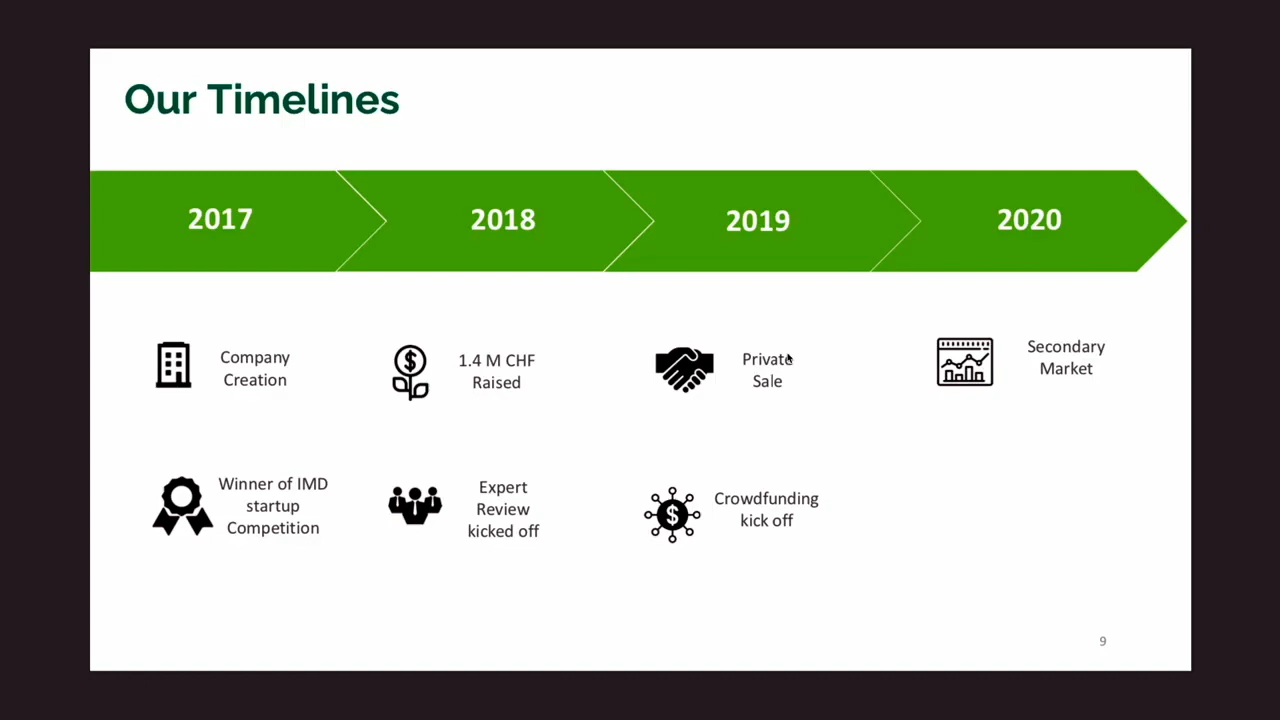 Our Timelines
2017
2018
2019
2020
Company
Creation
1.4 M CHF
Raised
Private
Sale
Secondary
Market
Winner of IMD
startup
Competition
Expert
Review
kicked off
Crowdfunding
kick off
9